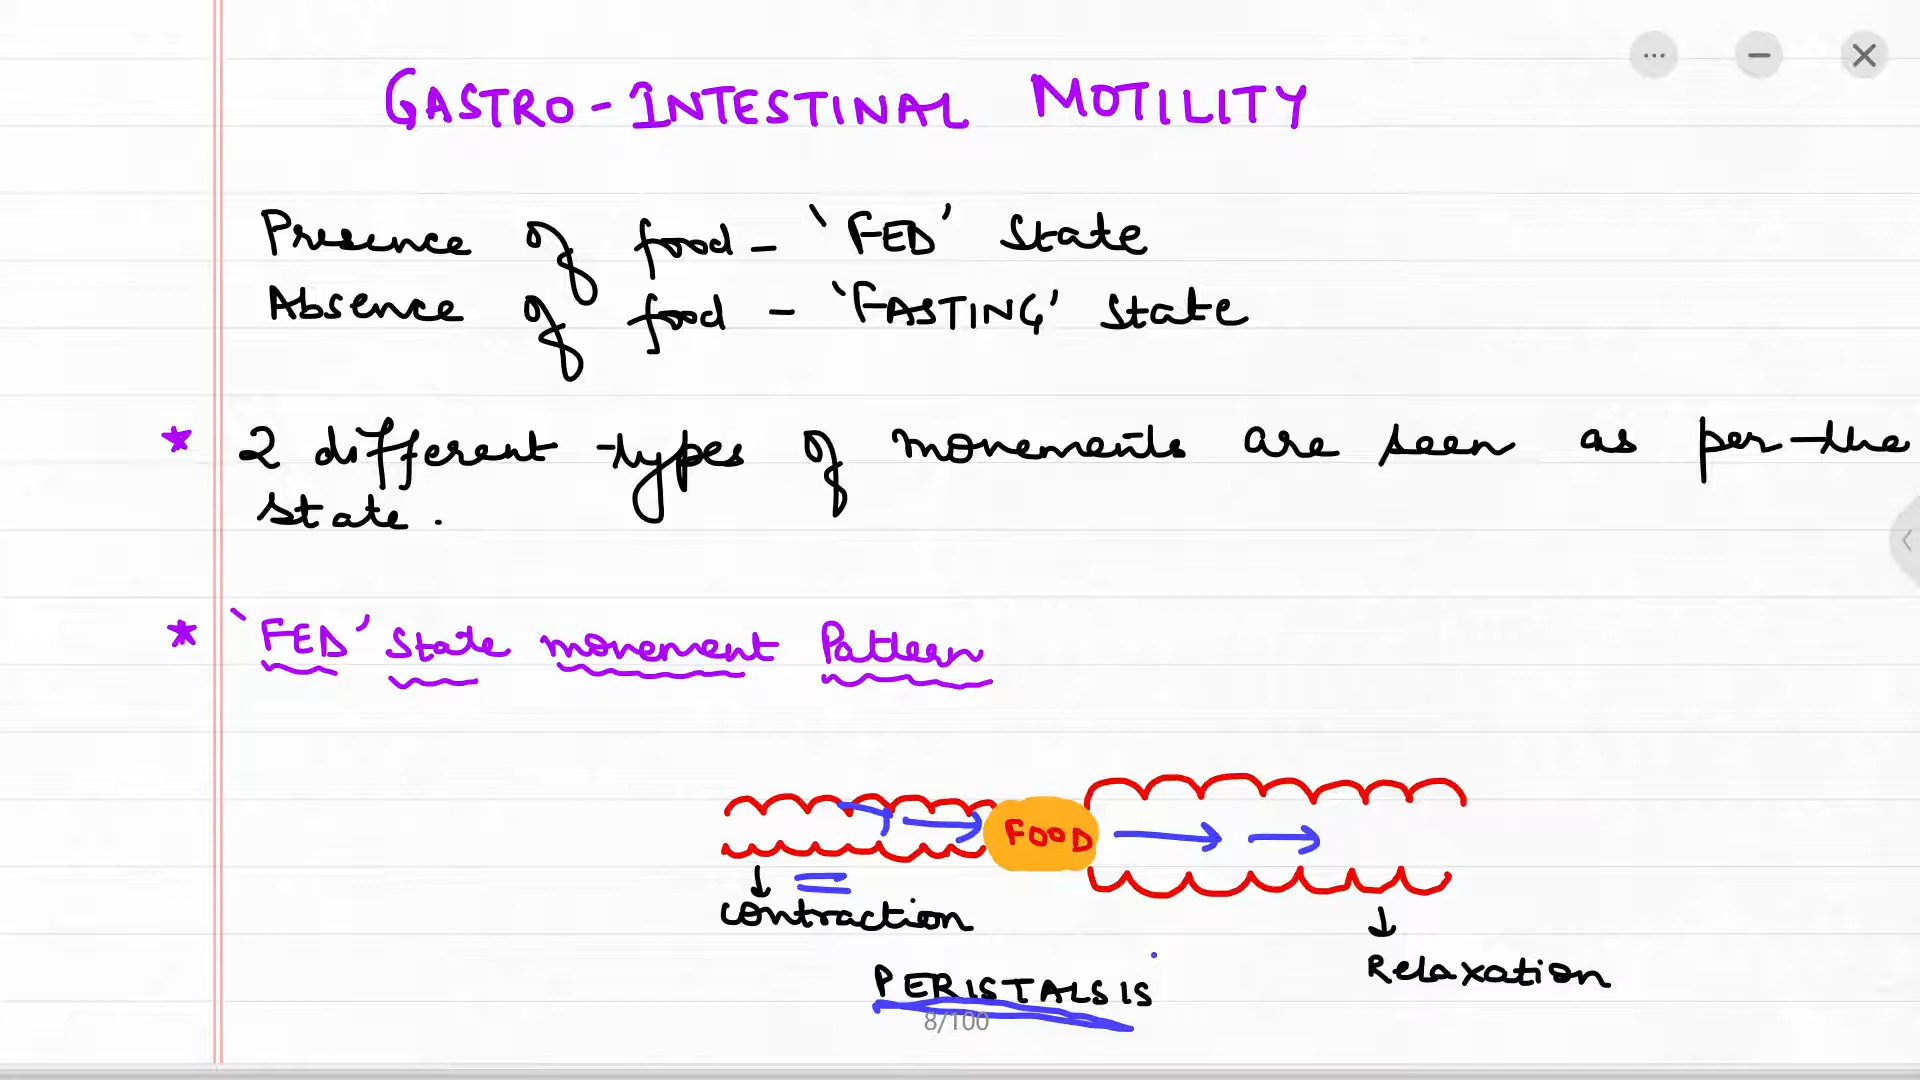 GASTRO-INTESTINAL MOTILITY
Presence of food - 'FED' State
Absence of food - 'FASTING' State
* 2 different types of movements are seen as per the
state.
* 'FED' State movement Pattern
FOOD
contraction
Relaxation
PERISTALSIS
8/100